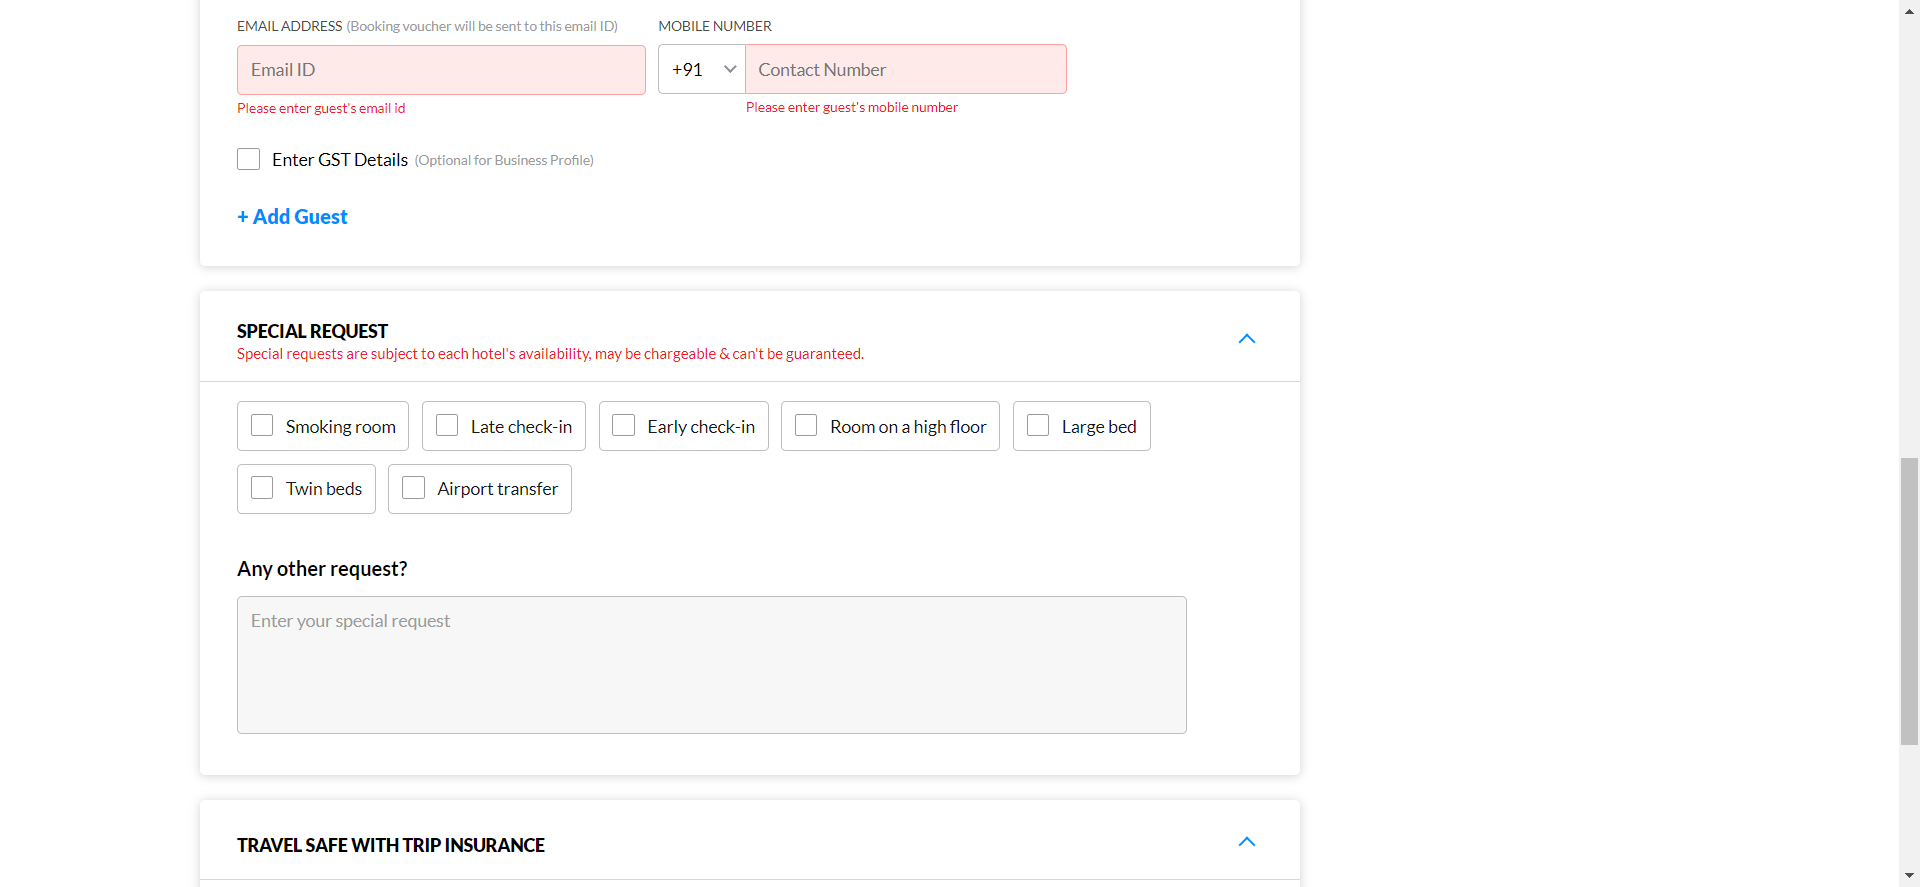 EMAIL ADDRESS (Booking voucher will be sent to this email ID) MOBILE NUMBER
Email ID +91 Contact Number
Please enter guest's email id Please enter guest's mobile number
Enter GST Details (Optional for Business Profile)
+ Add Guest
SPECIAL REQUEST
Special requests are subject to each hotel's availability, may be chargeable & can't be guaranteed.
Smoking room Late check-in Early check-in Room on a high floor Large bed
Twin beds Airport transfer
Any other request?
Enter your special request
TRAVEL SAFE WITH TRIP INSURANCE